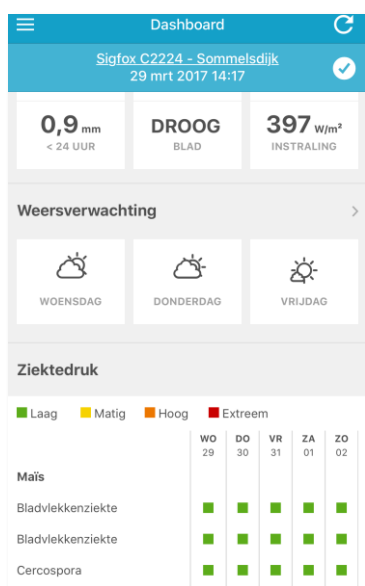 Dashboard
Sigfox C2224 - Sommelsdijk
29 mrt 2017 14:17
0,9 mm DROOG 397 W/m²
< 24 UUR BLAD INSTRALING
Weersverwachting
WOENSDAG DONDERDAG VRIJDAG
Ziektedruk
Laag Matig Hoog Extreem
WO DO VR ZA ZO
29 30 31 01 02
Maïs
Bladvlekkenziekte
Bladvlekkenziekte
Cercospora